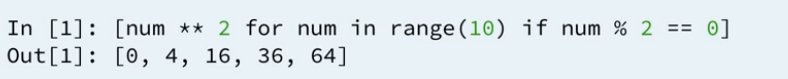 In [1]: [num ** 2 for num in range(10) if num % 2 == 0]
Out[1]: [0, 4, 16, 36, 64]